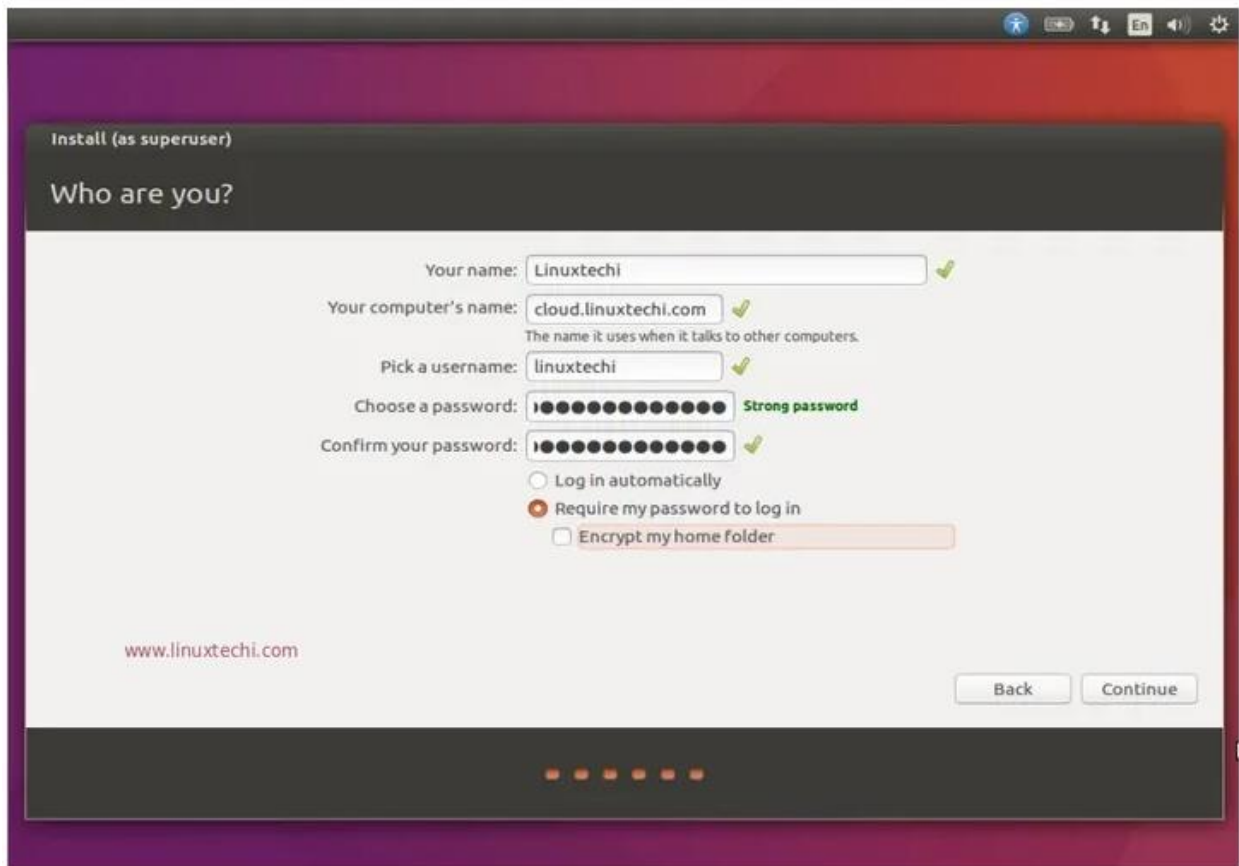 En
Install (as superuser)
Who are you?
Your name: Linuxtechi
Your computer's name: cloud.linuxtechi.com
The name it uses when it talks to other computers.
Pick a username: linuxtechi
Choose a password: ●●●●●●●●●●●●● Strong password
Confirm your password: ●●●●●●●●●●●●●
Log in automatically
Require my password to log in
Encrypt my home folder
www.linuxtechi.com
Back Continue